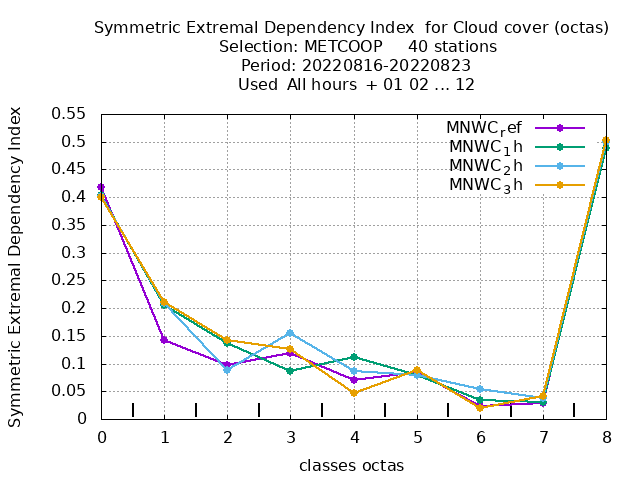 Symmetric Extremal Dependency Index  for Cloud cover (octas)
Selection: METCOOP     40 stations
Period: 20220816-20220823
Used  All hours  + 01 02 ... 12
Symmetric Extremal Dependency Index
0.55
0.5
0.45
0.4
0.35
0.3
0.25
0.2
0.15
0.1
0.05
0
MNWC_ref
MNWC_1h
MNWC_2h
MNWC_3h
0 1 2 3 4 5 6 7 8
classes octas